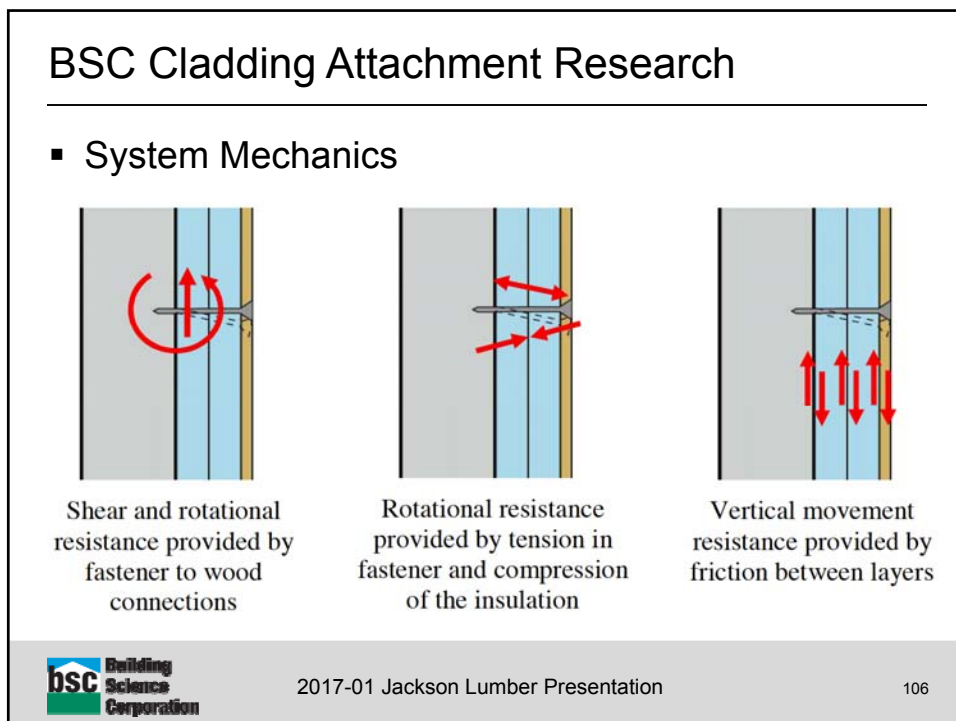 BSC Cladding Attachment Research
▪ System Mechanics
Shear and rotational
resistance provided by
fastener to wood
connections
Rotational resistance
provided by tension in
fastener and compression
of the insulation
Vertical movement
resistance provided by
friction between layers
bsc
Building
Science
Corporation
2017-01 Jackson Lumber Presentation
106